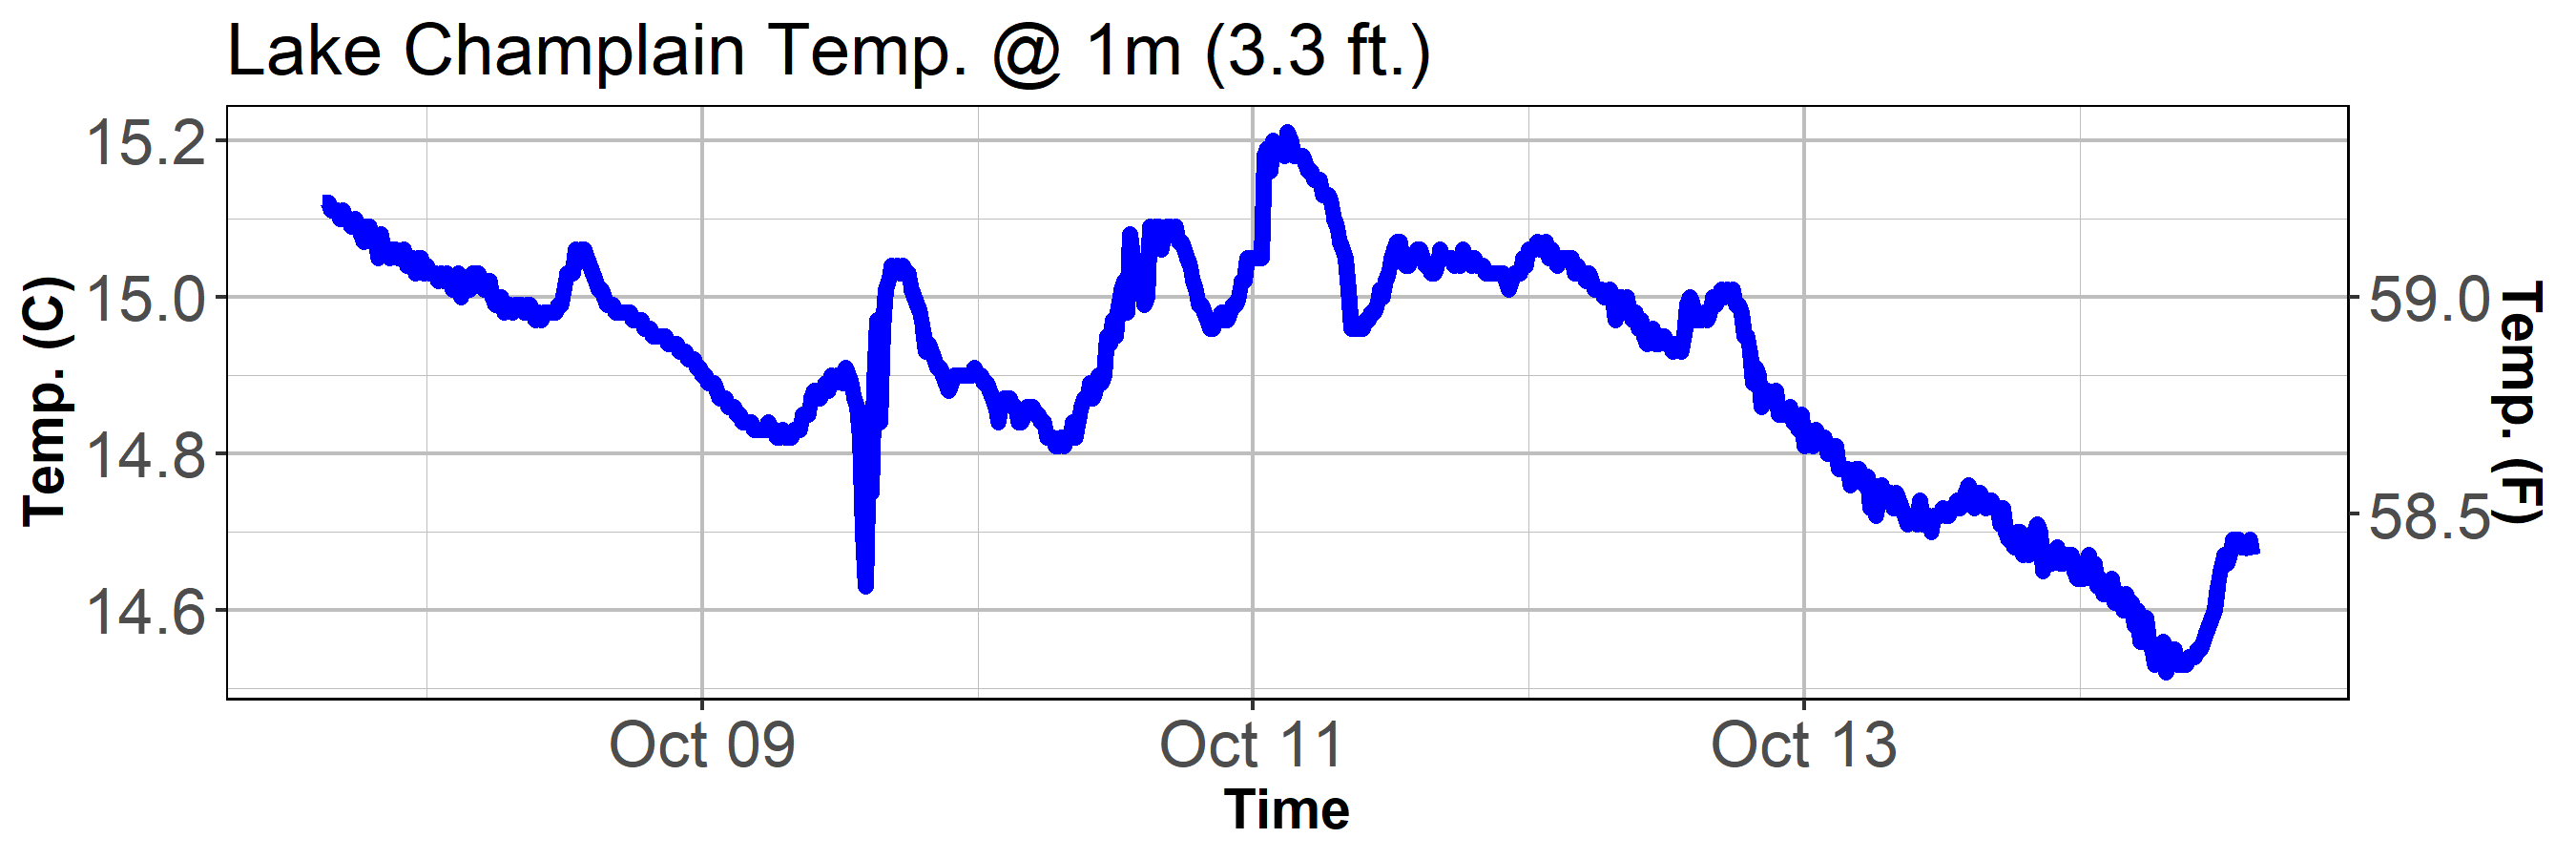 Lake Champlain Temp. @ 1m (3.3 ft.)
Temp. (C)
15.2
15.0
14.8
14.6
59.0
58.5
Temp. (F)
Oct 09
Oct 11
Oct 13
Time